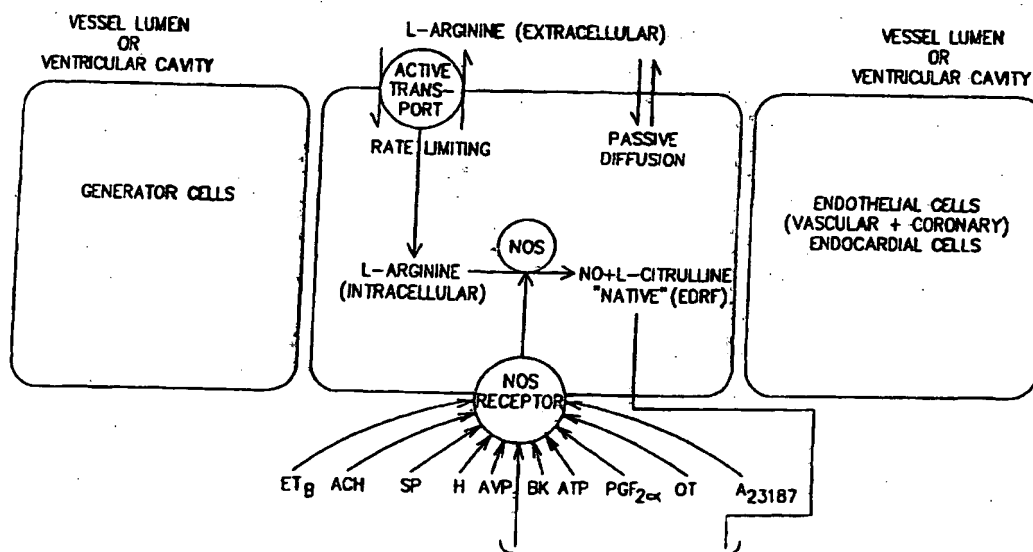 VESSEL LUMEN
OR
VENTRICULAR CAVITY
L-ARGININE (EXTRACELLULAR)
VESSEL LUMEN
OR
VENTRICULAR CAVITY
ACTIVE
TRANS-
PORT
RATE LIMITING
PASSIVE
DIFFUSION
GENERATOR CELLS
ENDOTHELIAL CELLS
(VASCULAR + CORONARY)
ENDOCARDIAL CELLS
NOS
L-ARGININE
(INTRACELLULAR)
NO+L-CITRULLINE
"NATIVE" (EDRF)
NOS
RECEPTOR
ETB ACH SP H AVP BK ATP PGF2α OT A23187